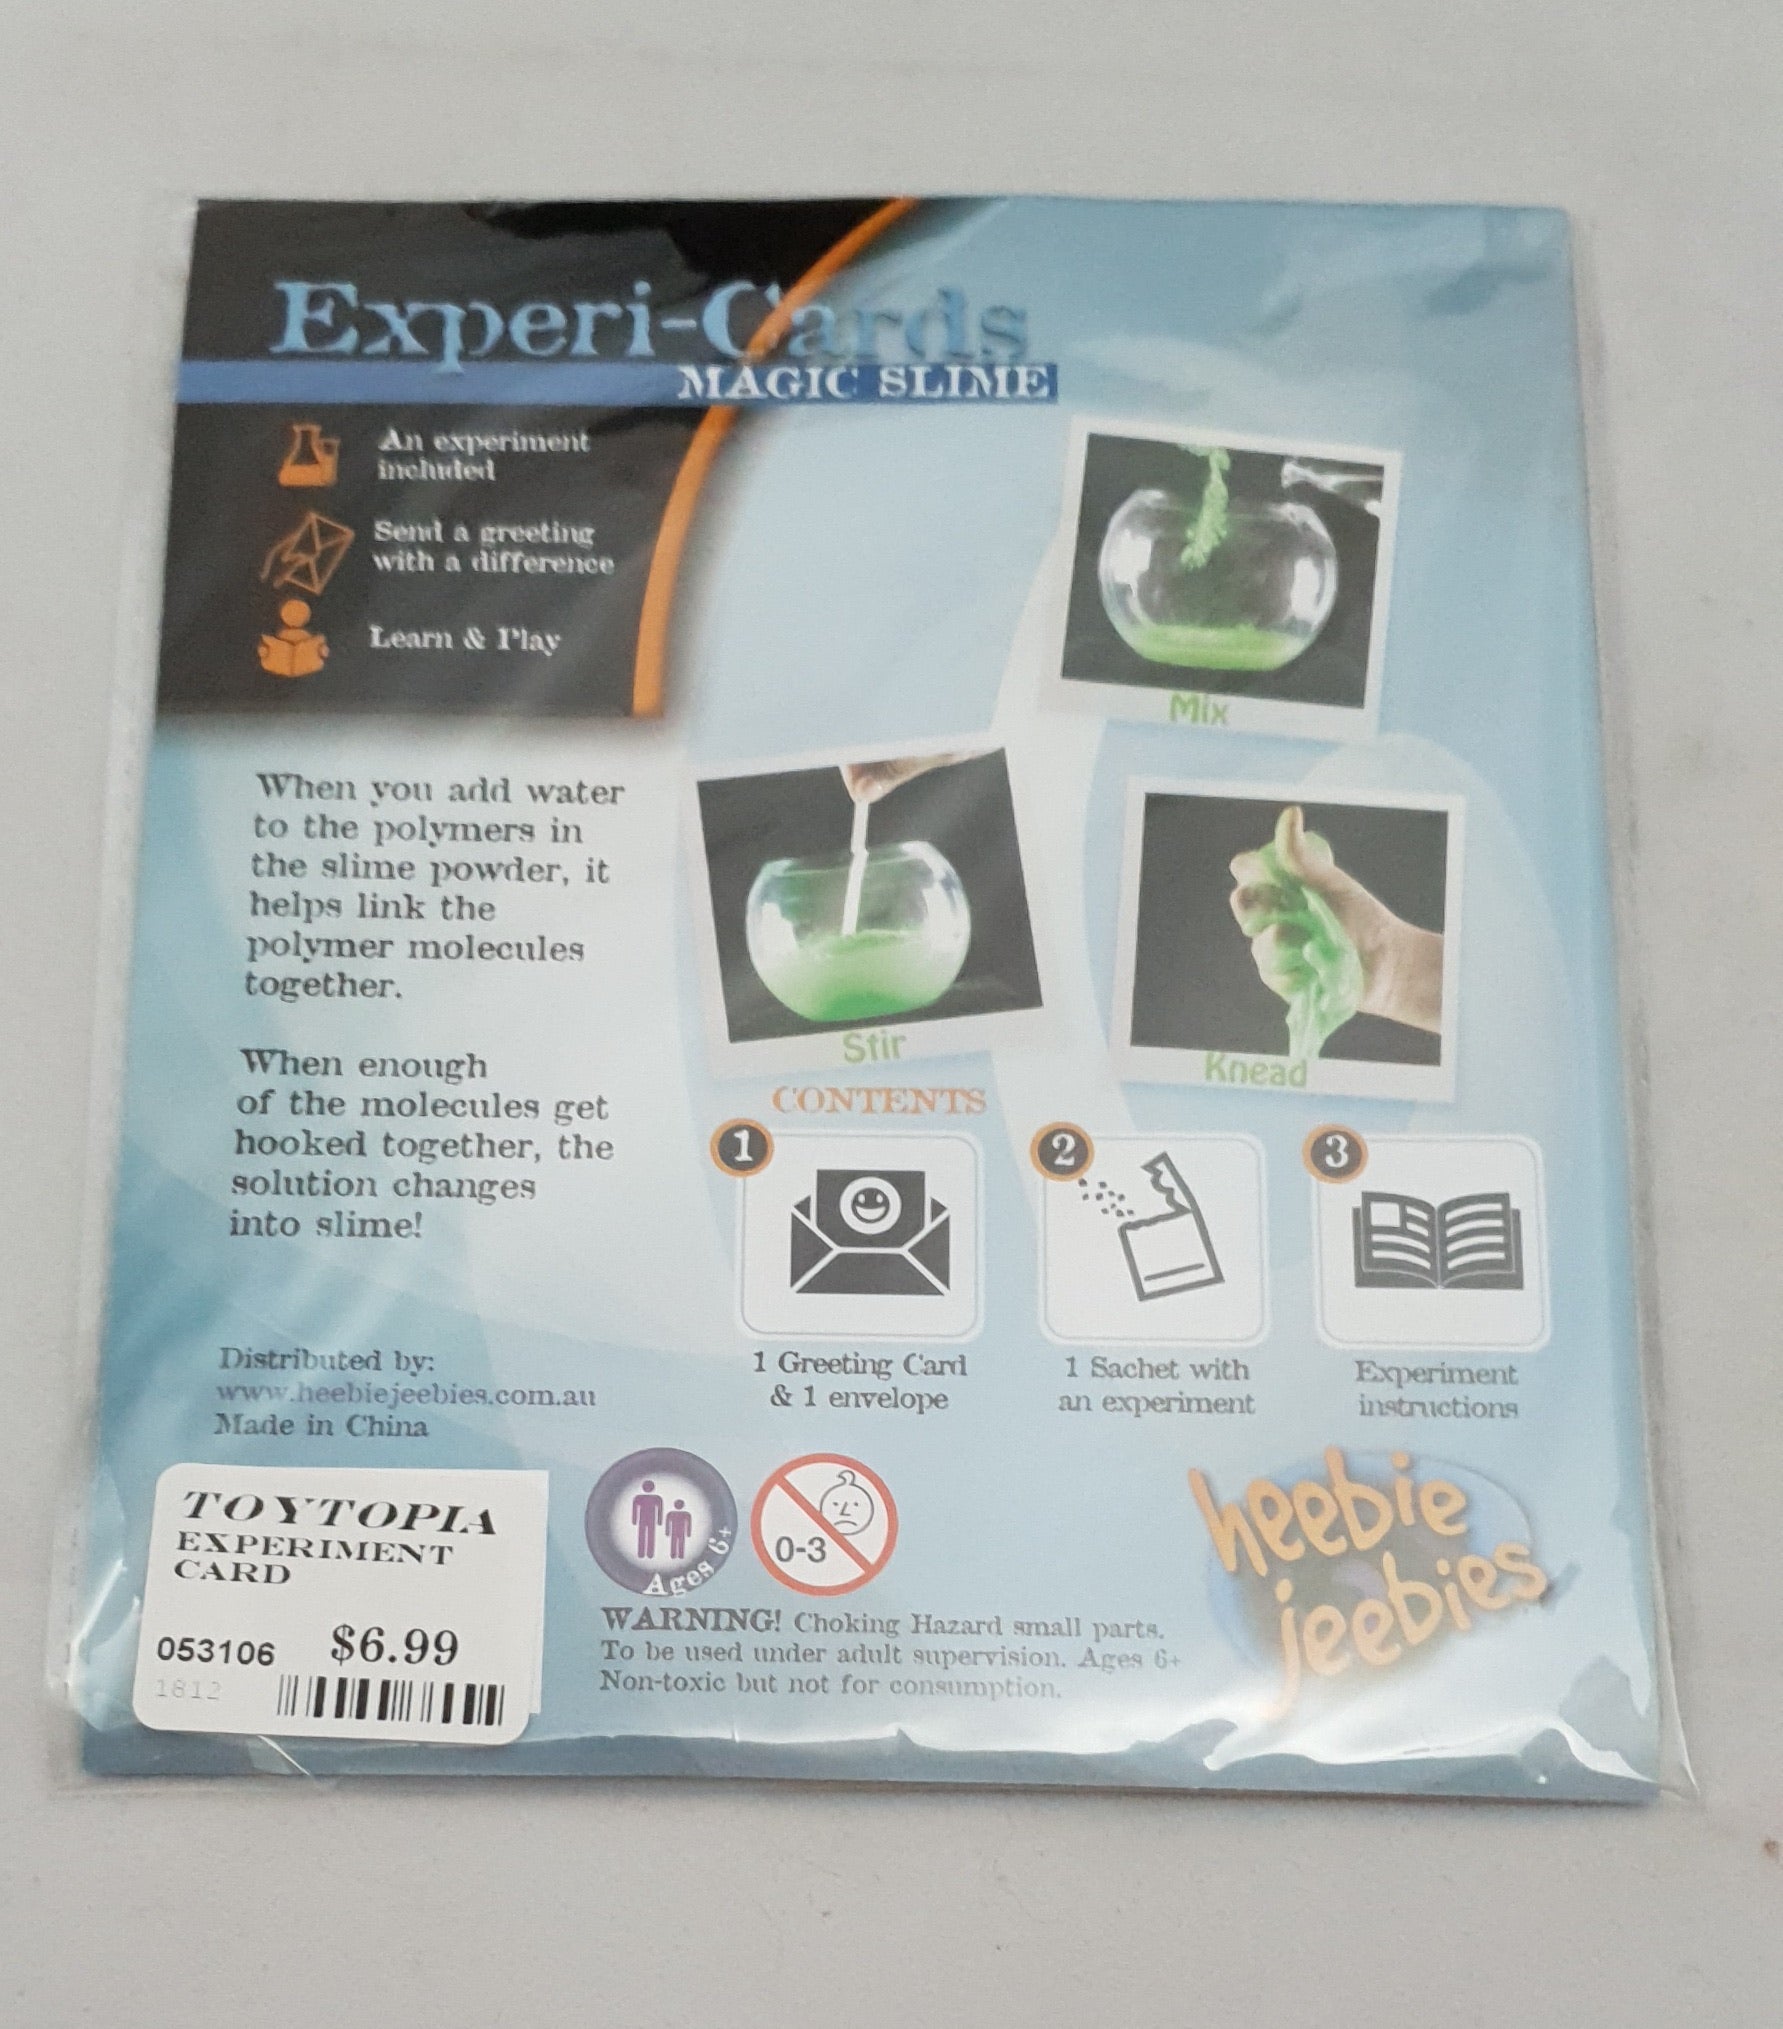 Experi-Cards
MAGIC SLIME
An experiment
included
Send a greeting
with a difference
Learn & Play
Mix
Stir
Knead
When you add water
to the polymers in
the slime powder, it
helps link the
polymer molecules
together.
When enough
of the molecules get
hooked together, the
solution changes
into slime!
CONTENTS
1
2
3
1 Greeting Card
& 1 envelope
1 Sachet with
an experiment
Experiment
instructions
Distributed by:
www.heebiejeebies.com.au
Made in China
TOYTOPIA
EXPERIMENT
CARD
053106 $6.99
1812
Ages 6+
0-3
WARNING! Choking Hazard small parts.
To be used under adult supervision. Ages 6+
Non-toxic but not for consumption.
heebie
jeebies